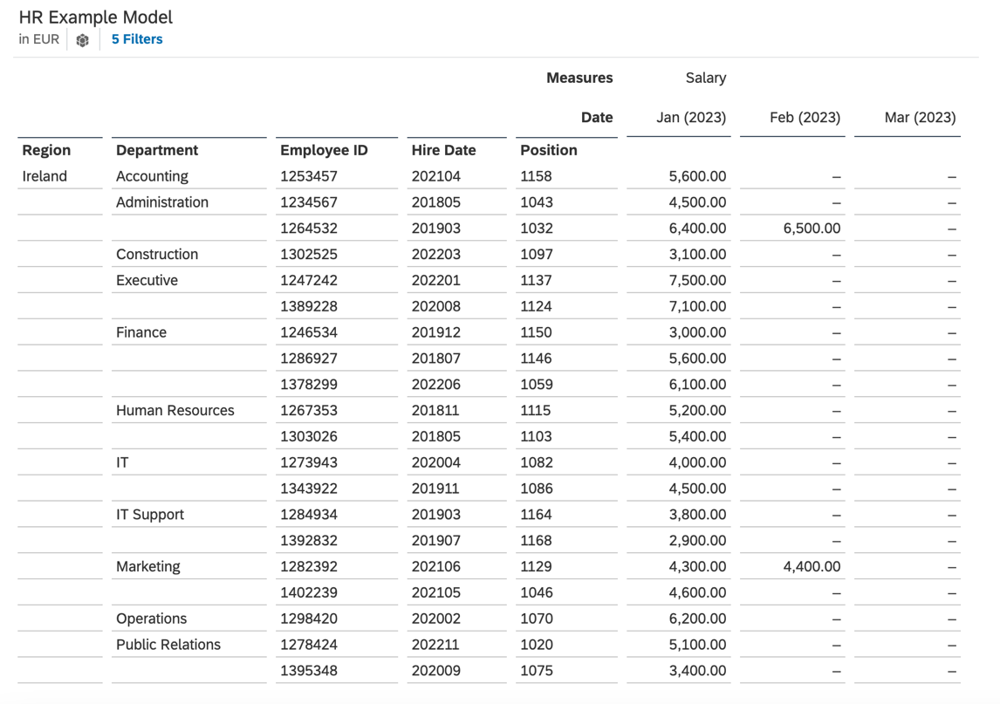 HR Example Model
in EUR 5 Filters
Measures Salary
Date Jan (2023) Feb (2023) Mar (2023)
Region Department Employee ID Hire Date Position
Ireland Accounting 1253457 202104 1158 5,600.00 – –
Administration 1234567 201805 1043 4,500.00 – –
1264532 201903 1032 6,400.00 6,500.00 –
Construction 1302525 202203 1097 3,100.00 – –
Executive 1247242 202201 1137 7,500.00 – –
1389228 202008 1124 7,100.00 – –
Finance 1246534 201912 1150 3,000.00 – –
1286927 201807 1146 5,600.00 – –
1378299 202206 1059 6,100.00 – –
Human Resources 1267353 201811 1115 5,200.00 – –
1303026 201805 1103 5,400.00 – –
IT 1273943 202004 1082 4,000.00 – –
1343922 201911 1086 4,500.00 – –
IT Support 1284934 201903 1164 3,800.00 – –
1392832 201907 1168 2,900.00 – –
Marketing 1282392 202106 1129 4,300.00 4,400.00 –
1402239 202105 1046 4,600.00 – –
Operations 1298420 202002 1070 6,200.00 – –
Public Relations 1278424 202211 1020 5,100.00 – –
1395348 202009 1075 3,400.00 – –